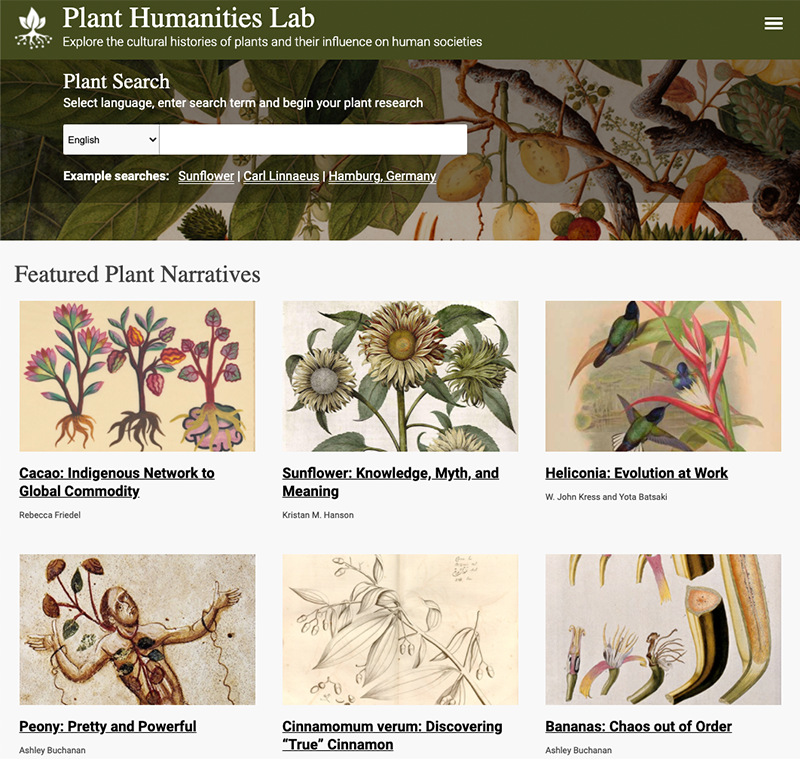 Plant Humanities Lab
Explore the cultural histories of plants and their influence on human societies
Plant Search
Select language, enter search term and begin your plant research
English
Example searches: Sunflower | Carl Linnaeus | Hamburg, Germany
Featured Plant Narratives
Cacao: Indigenous Network to
Global Commodity
Rebecca Friedel
Sunflower: Knowledge, Myth, and
Meaning
Kristan M. Hanson
Heliconia: Evolution at Work
W. John Kress and Yota Batsaki
Peony: Pretty and Powerful
Ashley Buchanan
Cinnamomum verum: Discovering
“True” Cinnamon
Bananas: Chaos out of Order
Ashley Buchanan